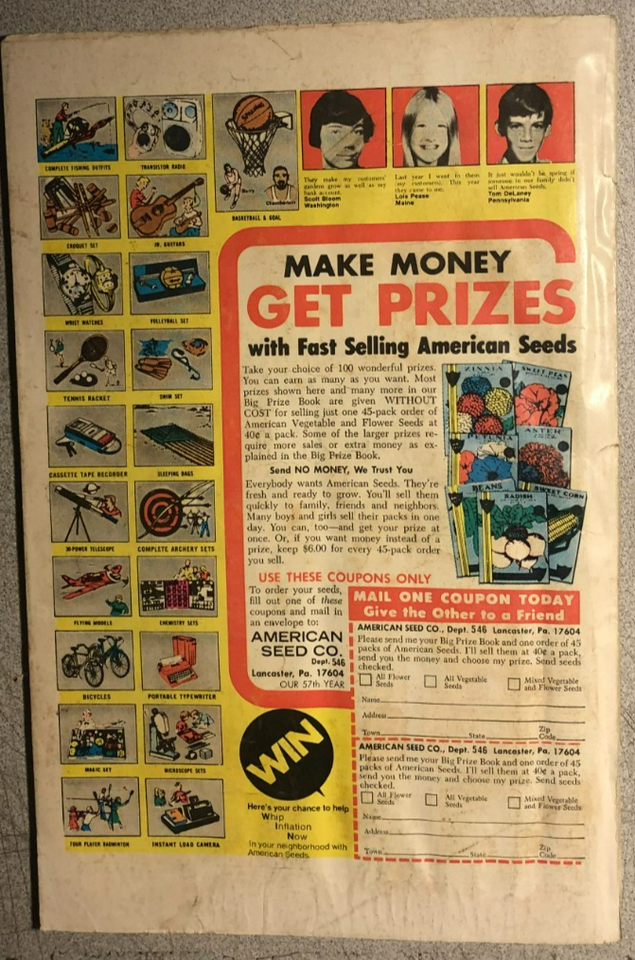 COMPLETE FISHING OUTFITS
TRANSISTOR RADIO
CROQUET SET
JR. GUITARS
WRIST WATCHES
VOLLEYBALL SET
TENNIS RACKET
SWIM SET
CASSETTE TAPE RECORDER
SLEEPING BAGS
30-POWER TELESCOPE
COMPLETE ARCHERY SETS
FLYING MODELS
CHEMISTRY SETS
BICYCLES
PORTABLE TYPEWRITER
MAGIC SET
MICROSCOPE SETS
FOUR PLAYER BADMINTON
INSTANT LOAD CAMERA
SPALDING
Barry
Chamberlain
BASKETBALL & GOAL
They make my customers'
gardens grow as well as my
bank account.
Scott Bloom
Washington
Last year I went to them
(my customers). This year
they came to me.
Lois Pease
Maine
It just wouldn't be spring if
someone in our family didn't
sell American Seeds.
Tom DeLaney
Pennsylvania
MAKE MONEY
GET PRIZES
with Fast Selling American Seeds
Take your choice of 100 wonderful prizes.
You can earn as many as you want. Most
prizes shown here and many more in our
Big Prize Book are given WITHOUT
COST for selling just one 45-pack order of
American Vegetable and Flower Seeds at
40¢ a pack. Some of the larger prizes re-
quire more sales or extra money as ex-
plained in the Big Prize Book.
Send NO MONEY, We Trust You
Everybody wants American Seeds. They're
fresh and ready to grow. You'll sell them
quickly to family, friends and neighbors.
Many boys and girls sell their packs in one
day. You can, too—and get your prize at
once. Or, if you want money instead of a
prize, keep $6.00 for every 45-pack order
you sell.
ZINNIA
SWEET PEAS
PETUNIA
ASTER
BEANS
RADISH
SWEET CORN
USE THESE COUPONS ONLY
To order your seeds,
fill out one of these
coupons and mail in
an envelope to:
AMERICAN
SEED CO.
Dept. 546
Lancaster, Pa. 17604
OUR 57th YEAR
MAIL ONE COUPON TODAY
Give the Other to a Friend
AMERICAN SEED CO., Dept. 546 Lancaster, Pa. 17604
Please send me your Big Prize Book and one order of 45
packs of American Seeds. I'll sell them at 40¢ a pack,
send you the money and choose my prize. Send seeds
checked.
All Flower Seeds
All Vegetable Seeds
Mixed Vegetable and Flower Seeds
Name
Address
Town State Zip Code
AMERICAN SEED CO., Dept. 546 Lancaster, Pa. 17604
Please send me your Big Prize Book and one order of 45
packs of American Seeds. I'll sell them at 40¢ a pack,
send you the money and choose my prize. Send seeds
checked.
All Flower Seeds
All Vegetable Seeds
Mixed Vegetable and Flower Seeds
Name
Address
Town State Zip Code
WIN
Here's your chance to help
Whip
Inflation
Now
in your neighborhood with
American Seeds.